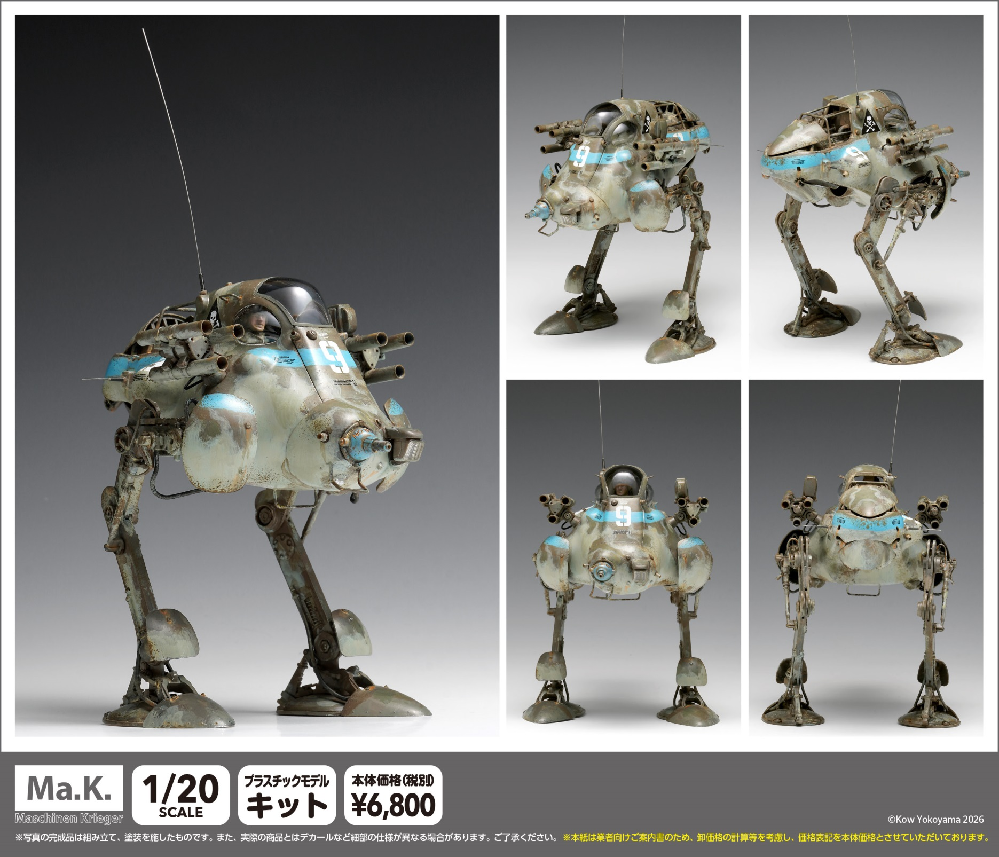 9
9
9
9
9
9
Ma.K.
Maschinen Krieger
1/20
SCALE
プラスチックモデル
キット
本体価格(税別)
¥6,800
©Kow Yokoyama 2026
※写真の完成品は組み立て、塗装を施したものです。また、実際の商品とはデカールなど細部の仕様が異なる場合があります。ご了承ください。 ※本紙は業者向けご案内書のため、卸価格の計算等を考慮し、価格表記を本体価格とさせていただいております。